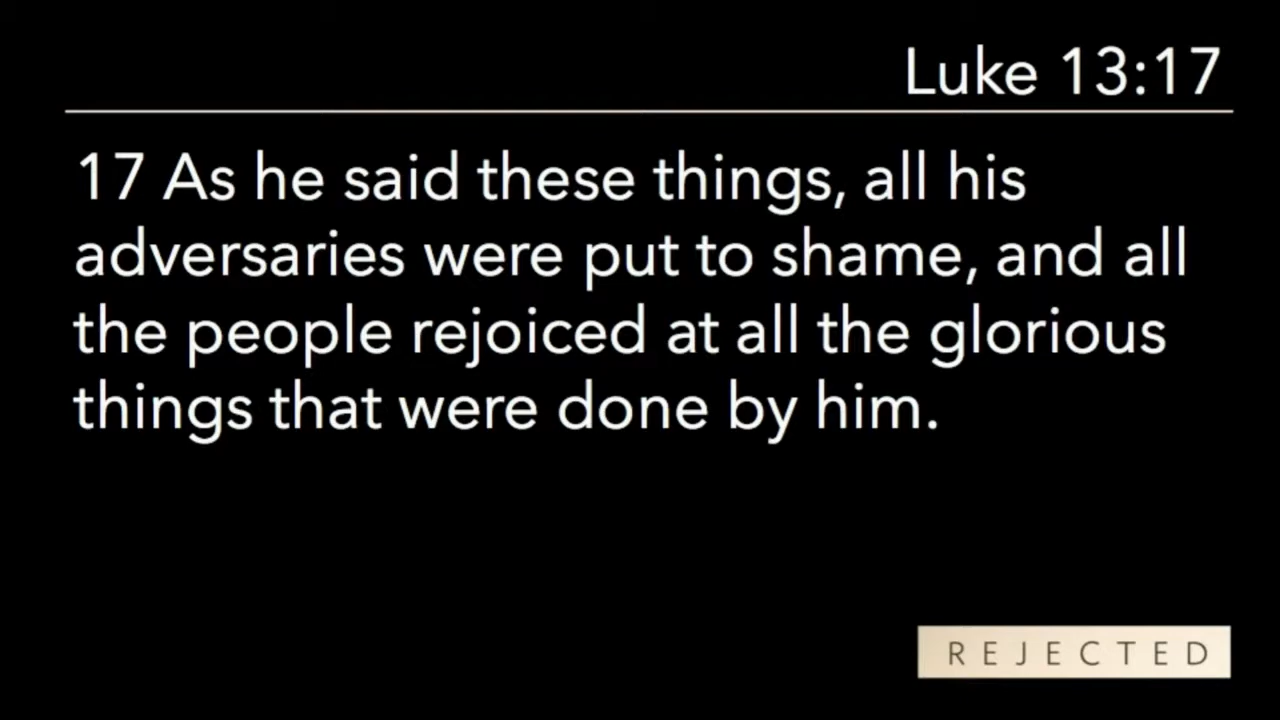 Luke 13:17
17 As he said these things, all his
adversaries were put to shame, and all
the people rejoiced at all the glorious
things that were done by him.
REJECTED